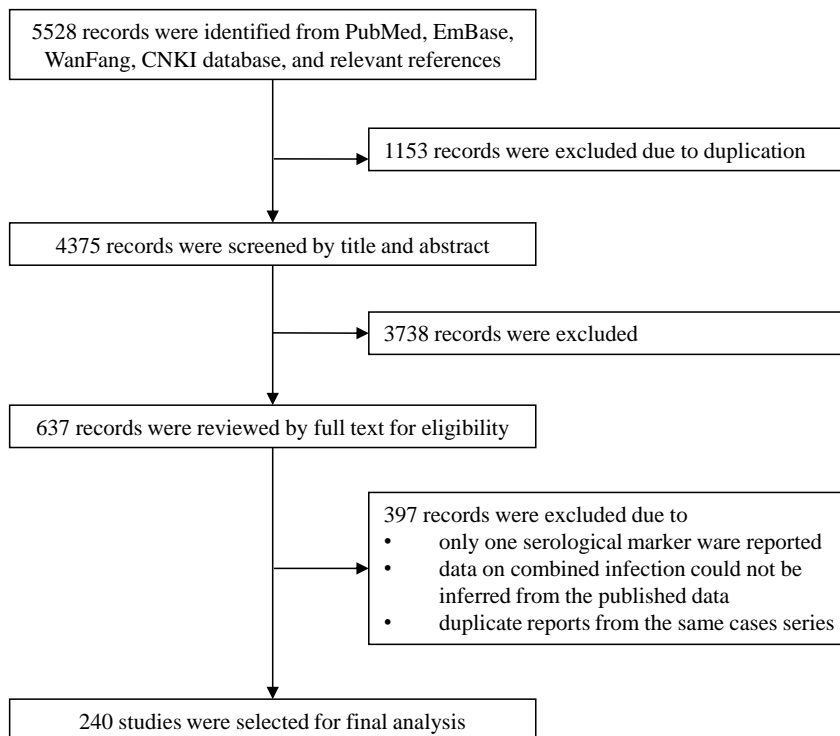 5528 records were identified from PubMed, EmBase,
WanFang, CNKI database, and relevant references
1153 records were excluded due to duplication
4375 records were screened by title and abstract
3738 records were excluded
637 records were reviewed by full text for eligibility
397 records were excluded due to
• only one serological marker ware reported
• data on combined infection could not be
inferred from the published data
• duplicate reports from the same cases series
240 studies were selected for final analysis